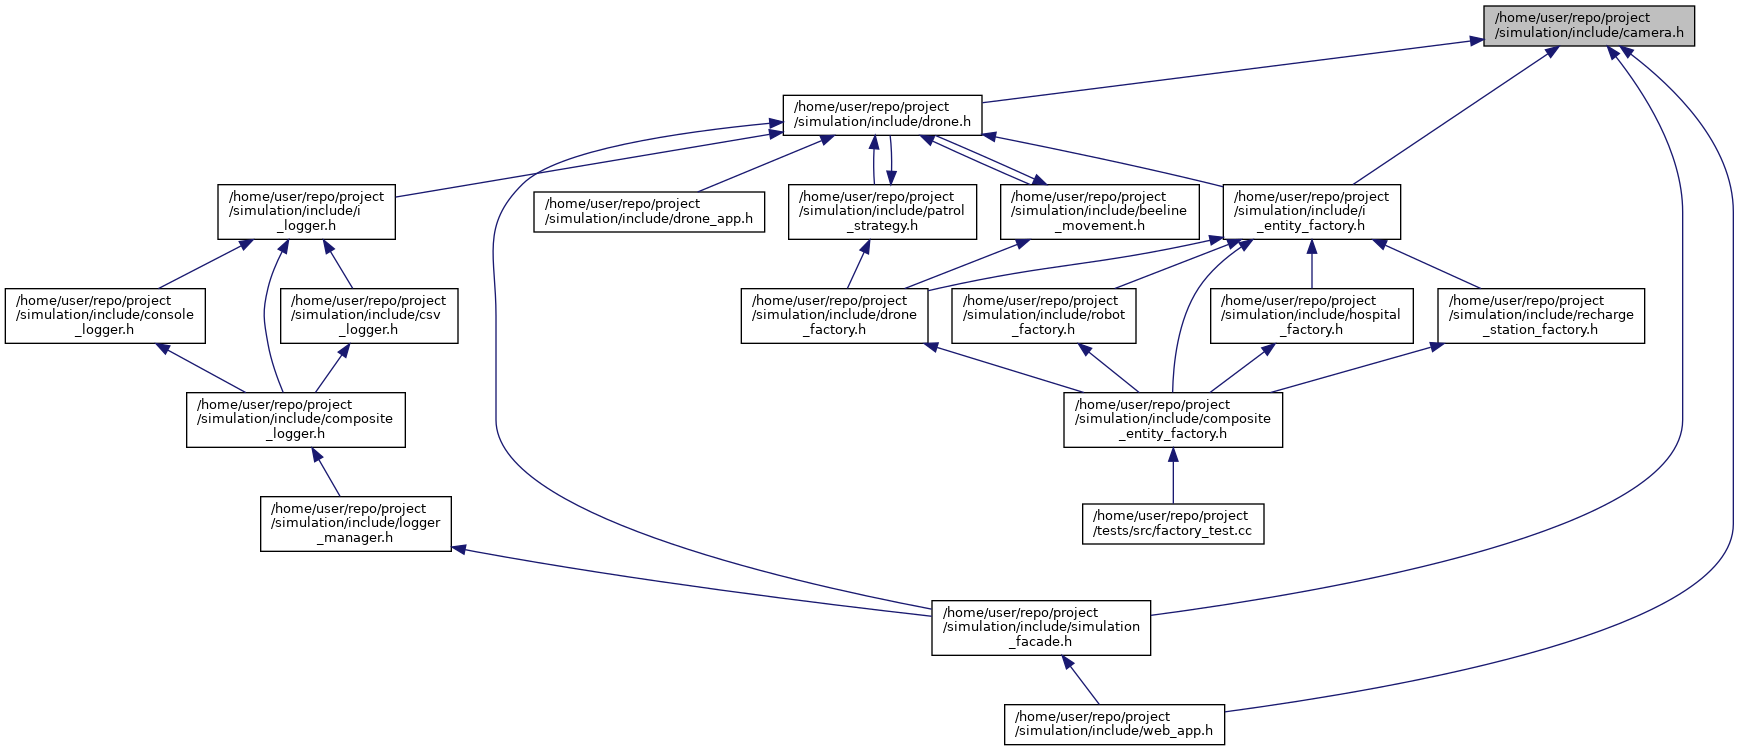 /home/user/repo/project
/simulation/include/camera.h
/home/user/repo/project
/simulation/include/drone.h
/home/user/repo/project
/simulation/include/i
_logger.h
/home/user/repo/project
/simulation/include/drone_app.h
/home/user/repo/project
/simulation/include/patrol
_strategy.h
/home/user/repo/project
/simulation/include/beeline
_movement.h
/home/user/repo/project
/simulation/include/i
_entity_factory.h
/home/user/repo/project
/simulation/include/console
_logger.h
/home/user/repo/project
/simulation/include/csv
_logger.h
/home/user/repo/project
/simulation/include/drone
_factory.h
/home/user/repo/project
/simulation/include/robot
_factory.h
/home/user/repo/project
/simulation/include/hospital
_factory.h
/home/user/repo/project
/simulation/include/recharge
_station_factory.h
/home/user/repo/project
/simulation/include/composite
_logger.h
/home/user/repo/project
/simulation/include/composite
_entity_factory.h
/home/user/repo/project
/simulation/include/logger
_manager.h
/home/user/repo/project
/tests/src/factory_test.cc
/home/user/repo/project
/simulation/include/simulation
_facade.h
/home/user/repo/project
/simulation/include/web_app.h